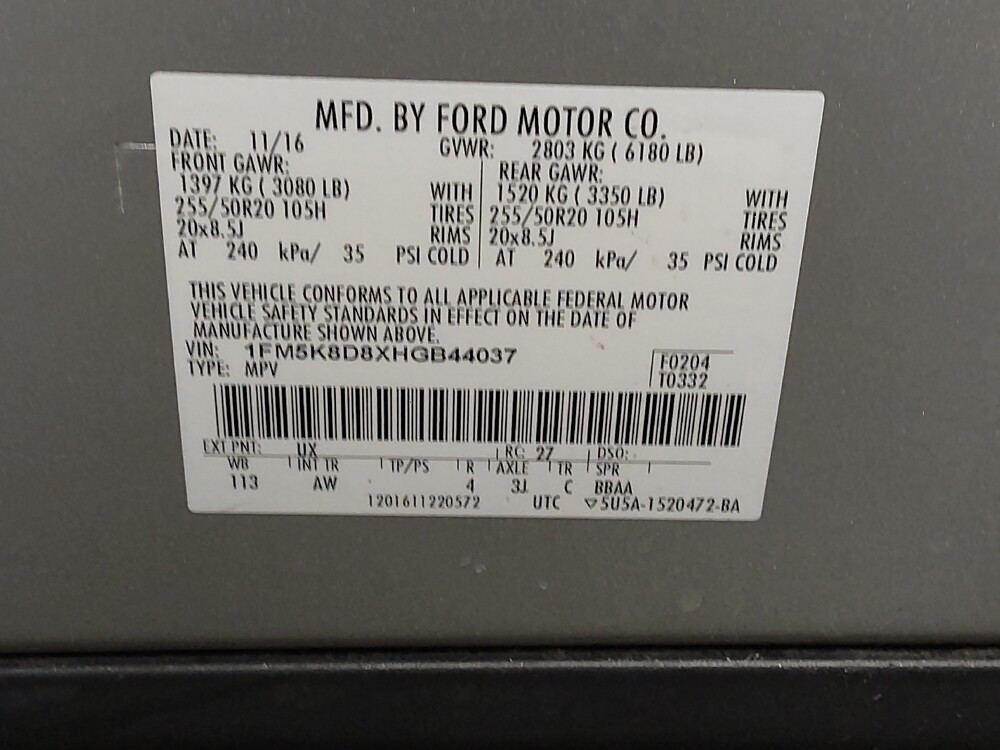 MFD. BY FORD MOTOR CO.
DATE: 11/16 GVWR: 2803 KG ( 6180 LB)
FRONT GAWR: REAR GAWR:
1397 KG ( 3080 LB) WITH 1520 KG ( 3350 LB) WITH
255/50R20 105H TIRES 255/50R20 105H TIRES
20x8.5J RIMS 20x8.5J RIMS
AT 240 kPa/ 35 PSI COLD AT 240 kPa/ 35 PSI COLD
THIS VEHICLE CONFORMS TO ALL APPLICABLE FEDERAL MOTOR
VEHICLE SAFETY STANDARDS IN EFFECT ON THE DATE OF
MANUFACTURE SHOWN ABOVE.
VIN: 1FM5K8D8XHGB44037 F0204
TYPE: MPV T0332
EXT PNT: UX RC: 27 DSO:
WB INT TR TP/PS R AXLE TR SPR
113 AW 4 3J C BBAA
1201611220572 UTC ▽5U5A-1520472-BA